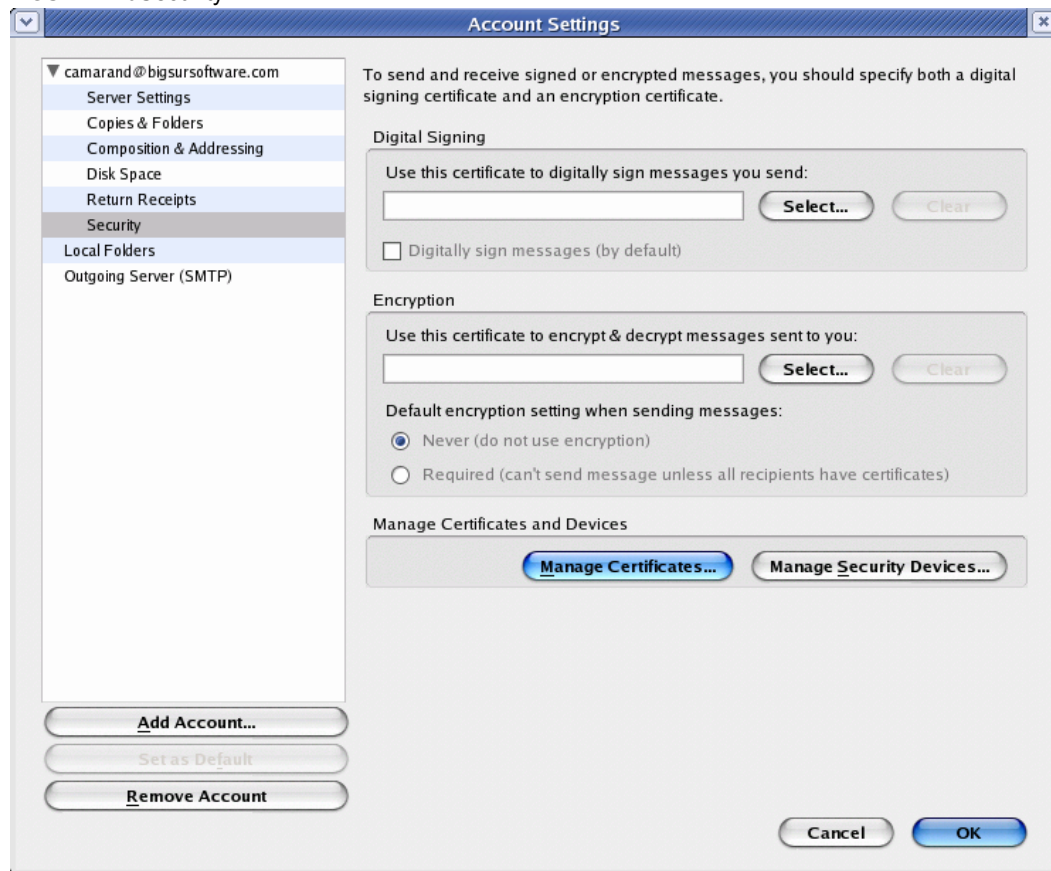 Account Settings
camarand@bigsursoftware.com
Server Settings
Copies & Folders
Composition & Addressing
Disk Space
Return Receipts
Security
Local Folders
Outgoing Server (SMTP)
Add Account...
Set as Default
Remove Account
To send and receive signed or encrypted messages, you should specify both a digital
signing certificate and an encryption certificate.
Digital Signing
Use this certificate to digitally sign messages you send:
Select... Clear
Digitally sign messages (by default)
Encryption
Use this certificate to encrypt & decrypt messages sent to you:
Select... Clear
Default encryption setting when sending messages:
Never (do not use encryption)
Required (can't send message unless all recipients have certificates)
Manage Certificates and Devices
Manage Certificates... Manage Security Devices...
Cancel OK